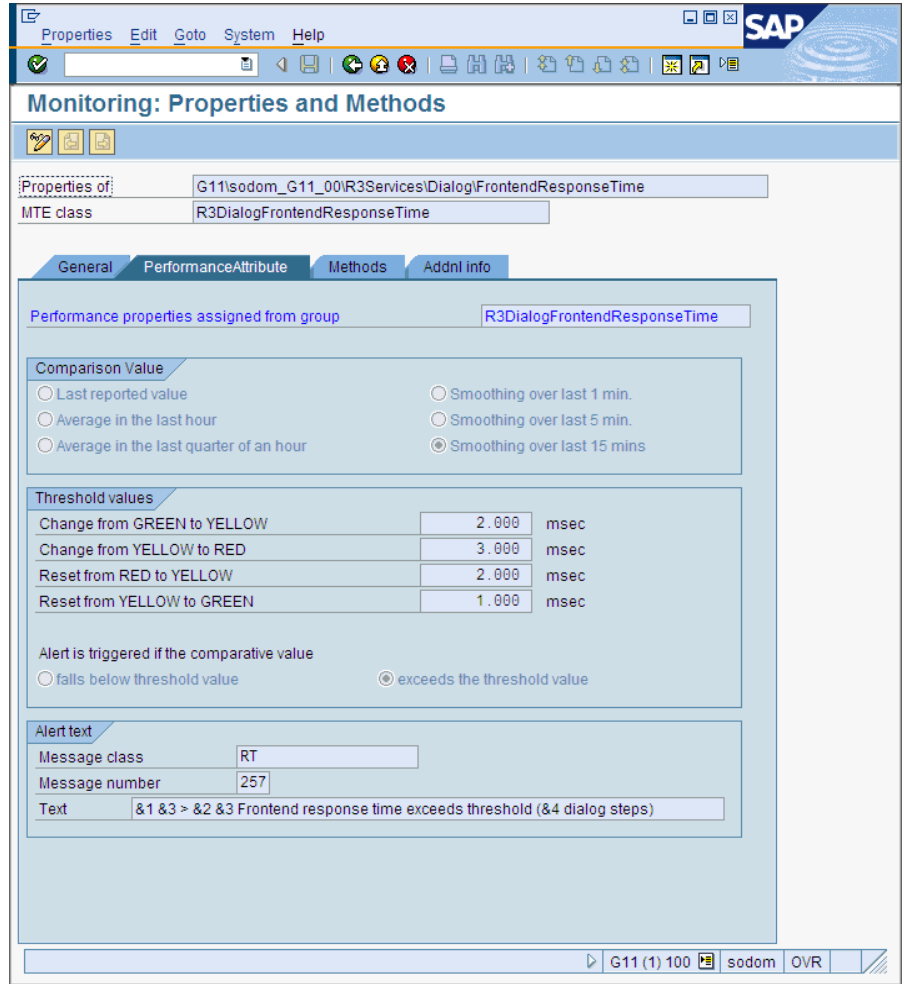 SAP
Properties Edit Goto System Help
Monitoring: Properties and Methods
Properties of G11\sodom_G11_00\R3Services\Dialog\FrontendResponseTime
MTE class R3DialogFrontendResponseTime
General PerformanceAttribute Methods Addnl info
Performance properties assigned from group R3DialogFrontendResponseTime
Comparison Value
Last reported value Smoothing over last 1 min.
Average in the last hour Smoothing over last 5 min.
Average in the last quarter of an hour Smoothing over last 15 mins
Threshold values
Change from GREEN to YELLOW 2.000 msec
Change from YELLOW to RED 3.000 msec
Reset from RED to YELLOW 2.000 msec
Reset from YELLOW to GREEN 1.000 msec
Alert is triggered if the comparative value
falls below threshold value exceeds the threshold value
Alert text
Message class RT
Message number 257
Text &1 &3 > &2 &3 Frontend response time exceeds threshold (&4 dialog steps)
G11 (1) 100 sodom OVR